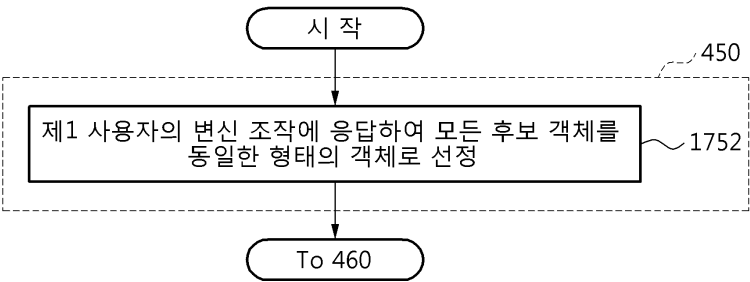 시 작
450
제1 사용자의 변신 조작에 응답하여 모든 후보 객체를
동일한 형태의 객체로 선정
1752
To 460